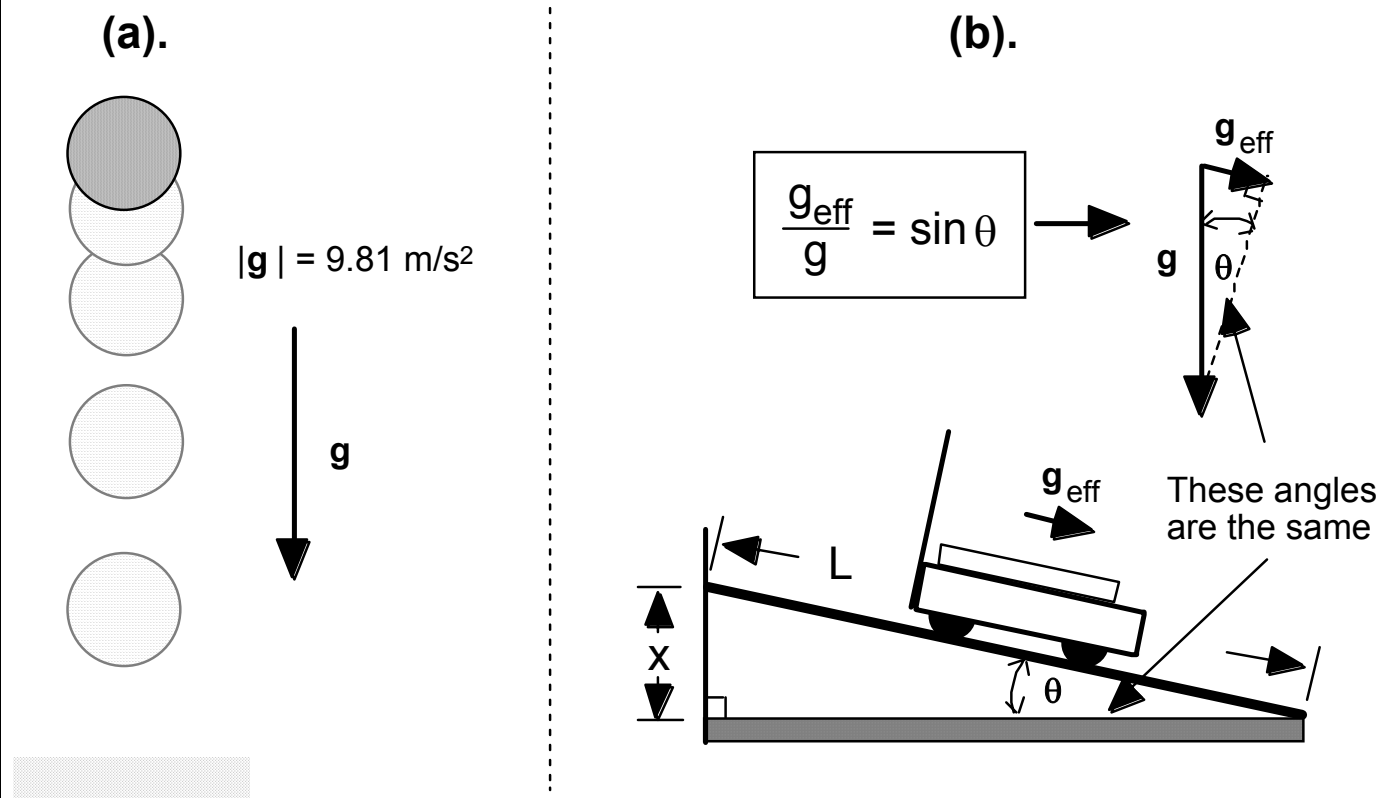 (a).
|g | = 9.81 m/s²
g
(b).
g_eff
g_eff / g = sin θ
g
θ
g_eff
These angles
are the same
L
x
θ